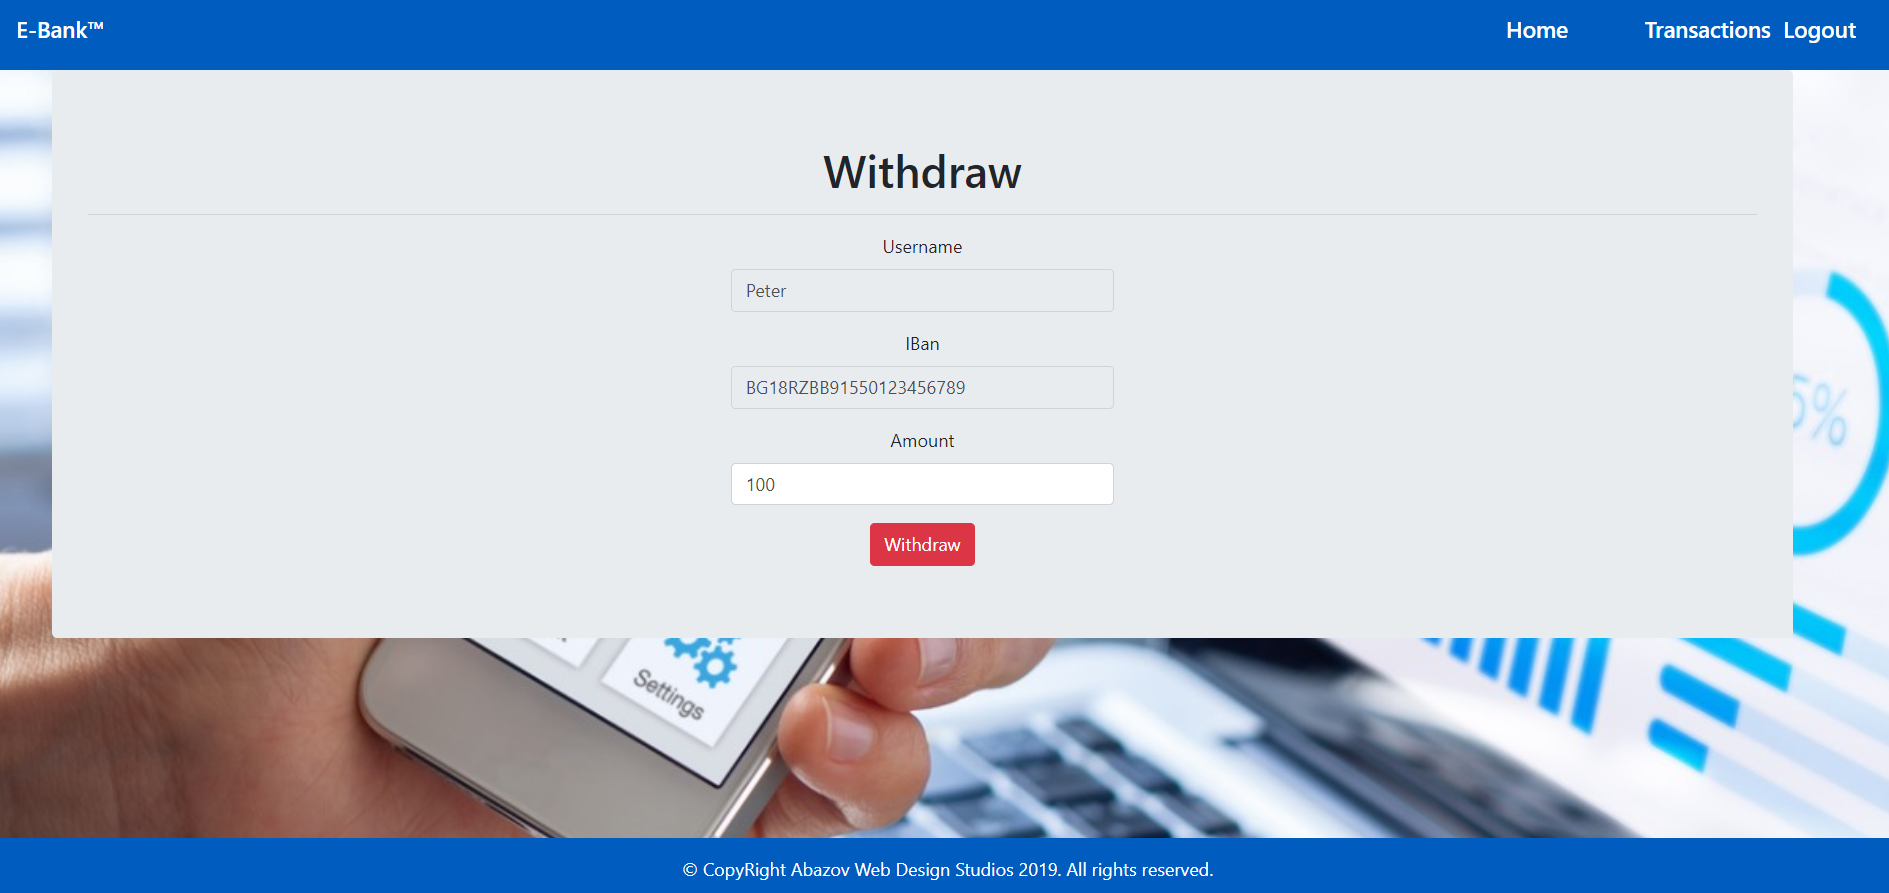 E-Bank™ Home Transactions Logout
Withdraw
Username
Peter
IBan
BG18RZBB91550123456789
Amount
100
Withdraw
5%
Settings
© CopyRight Abazov Web Design Studios 2019. All rights reserved.